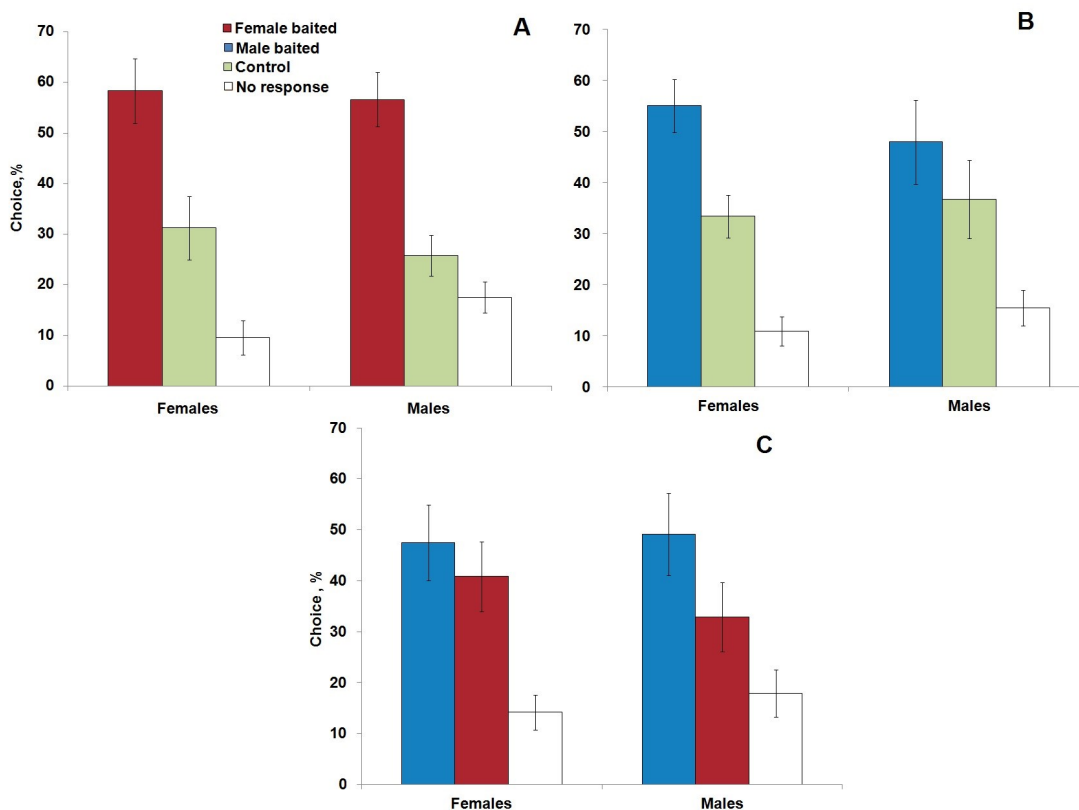 A
Female baited
Male baited
Control
No response
70
60
50
40
30
20
10
0
Choice,%
Females
Males
B
70
60
50
40
30
20
10
0
Females
Males
C
70
60
50
40
30
20
10
0
Choice , %
Females
Males